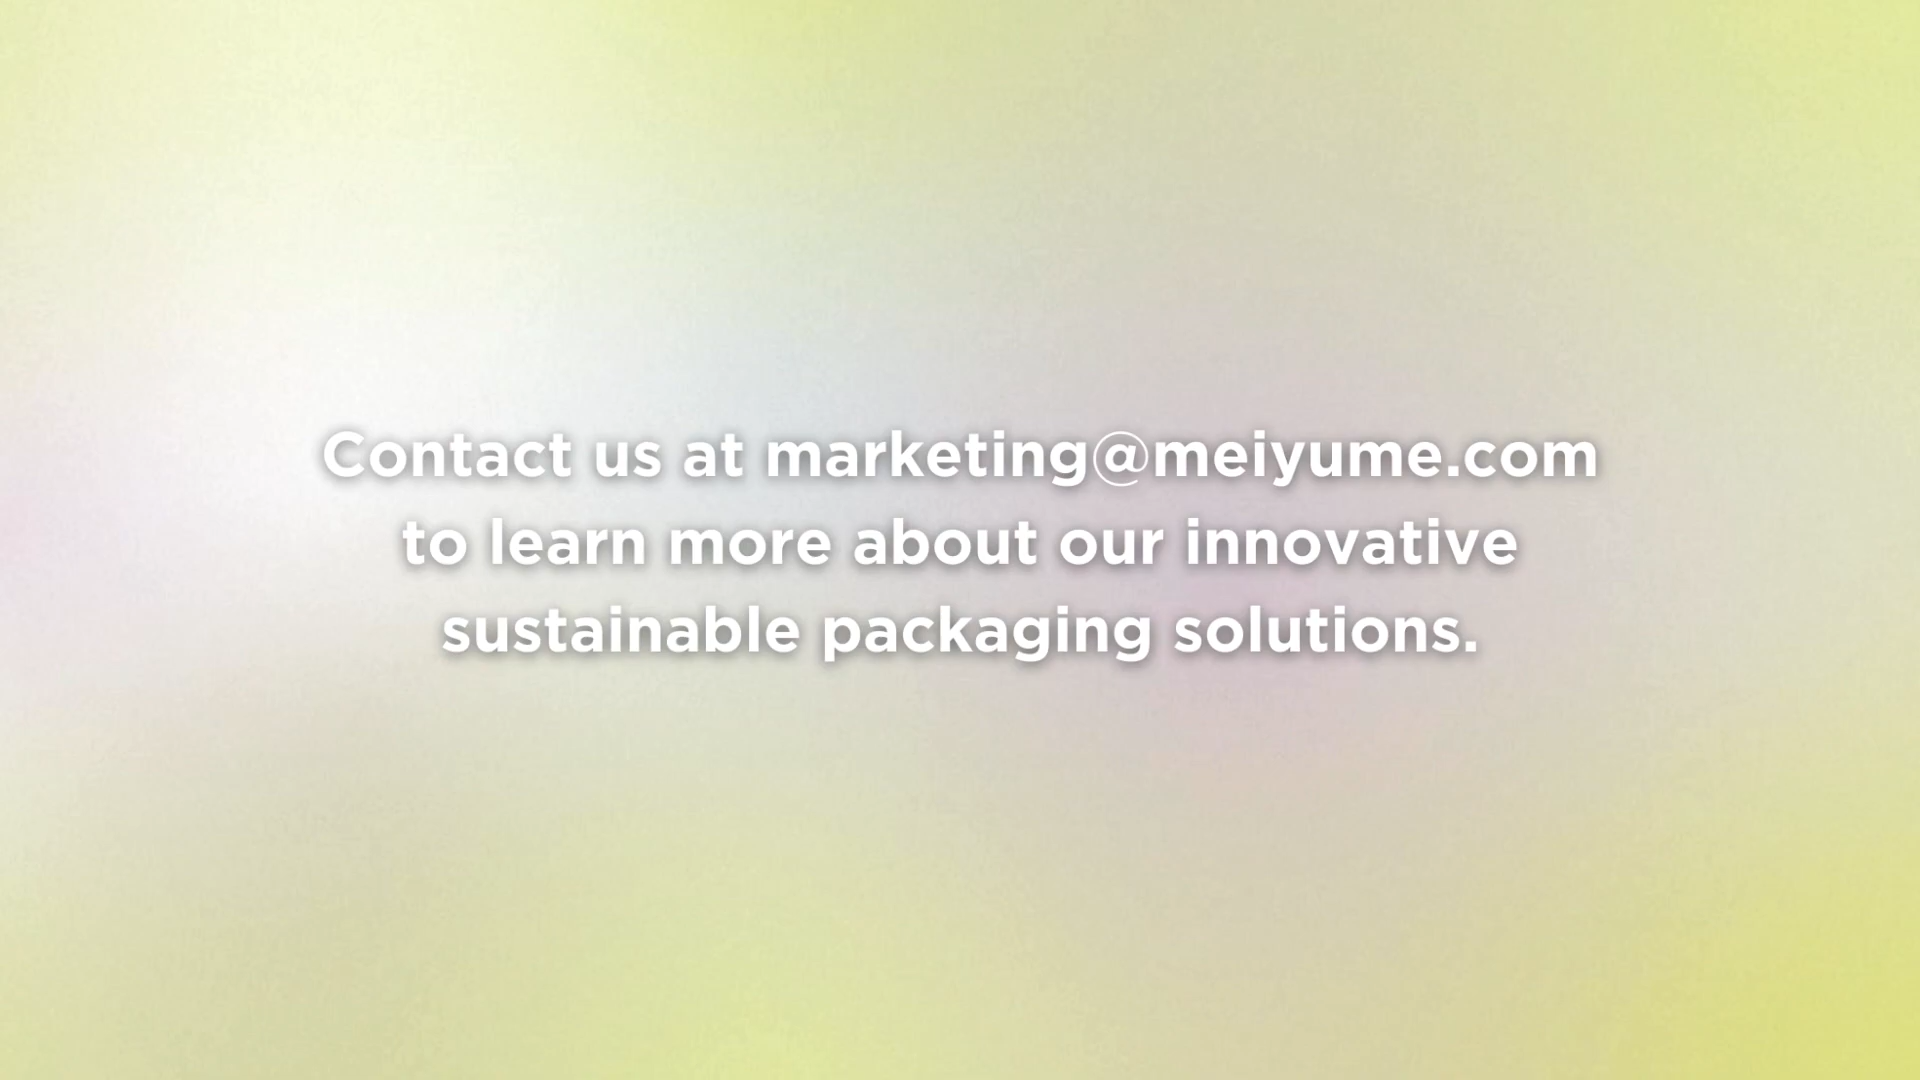 Contact us at marketing@meiyume.com
to learn more about our innovative
sustainable packaging solutions.